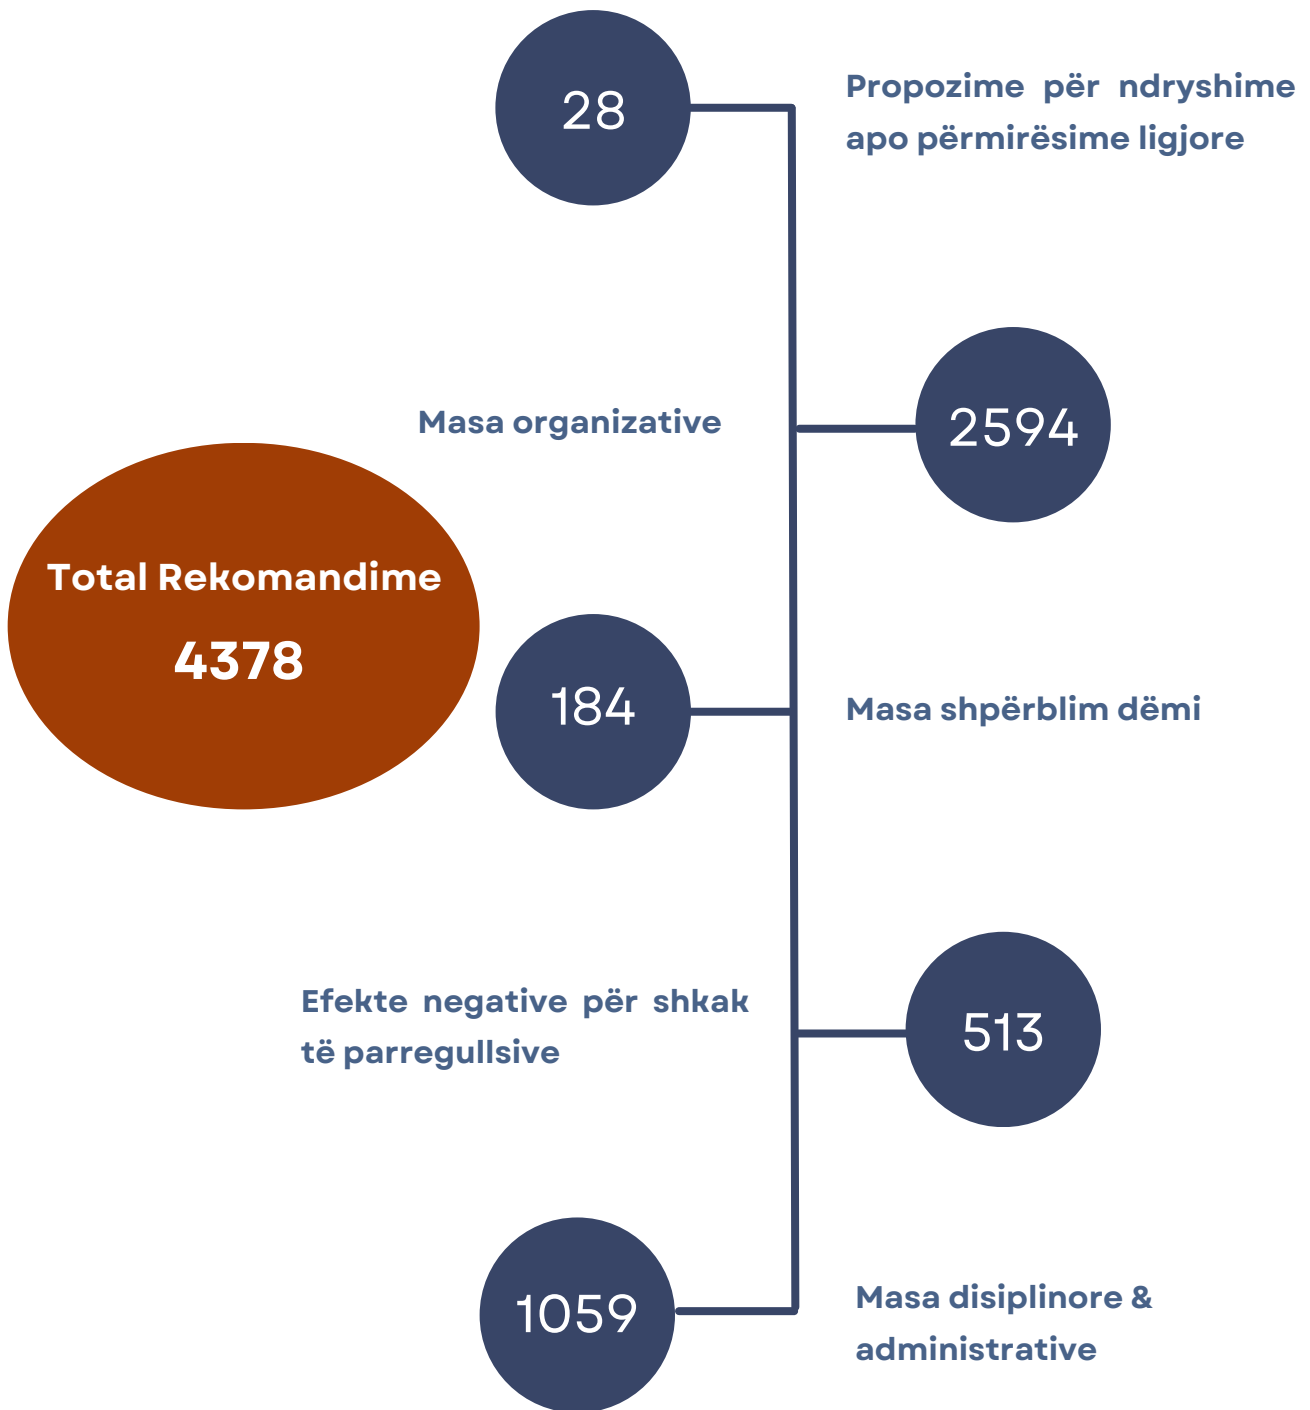 28
Propozime për ndryshime
apo përmirësime ligjore
Masa organizative
2594
Total Rekomandime
4378
184
Masa shpërblim dëmi
Efekte negative për shkak
të parregullsive
513
1059
Masa disiplinore &
administrative